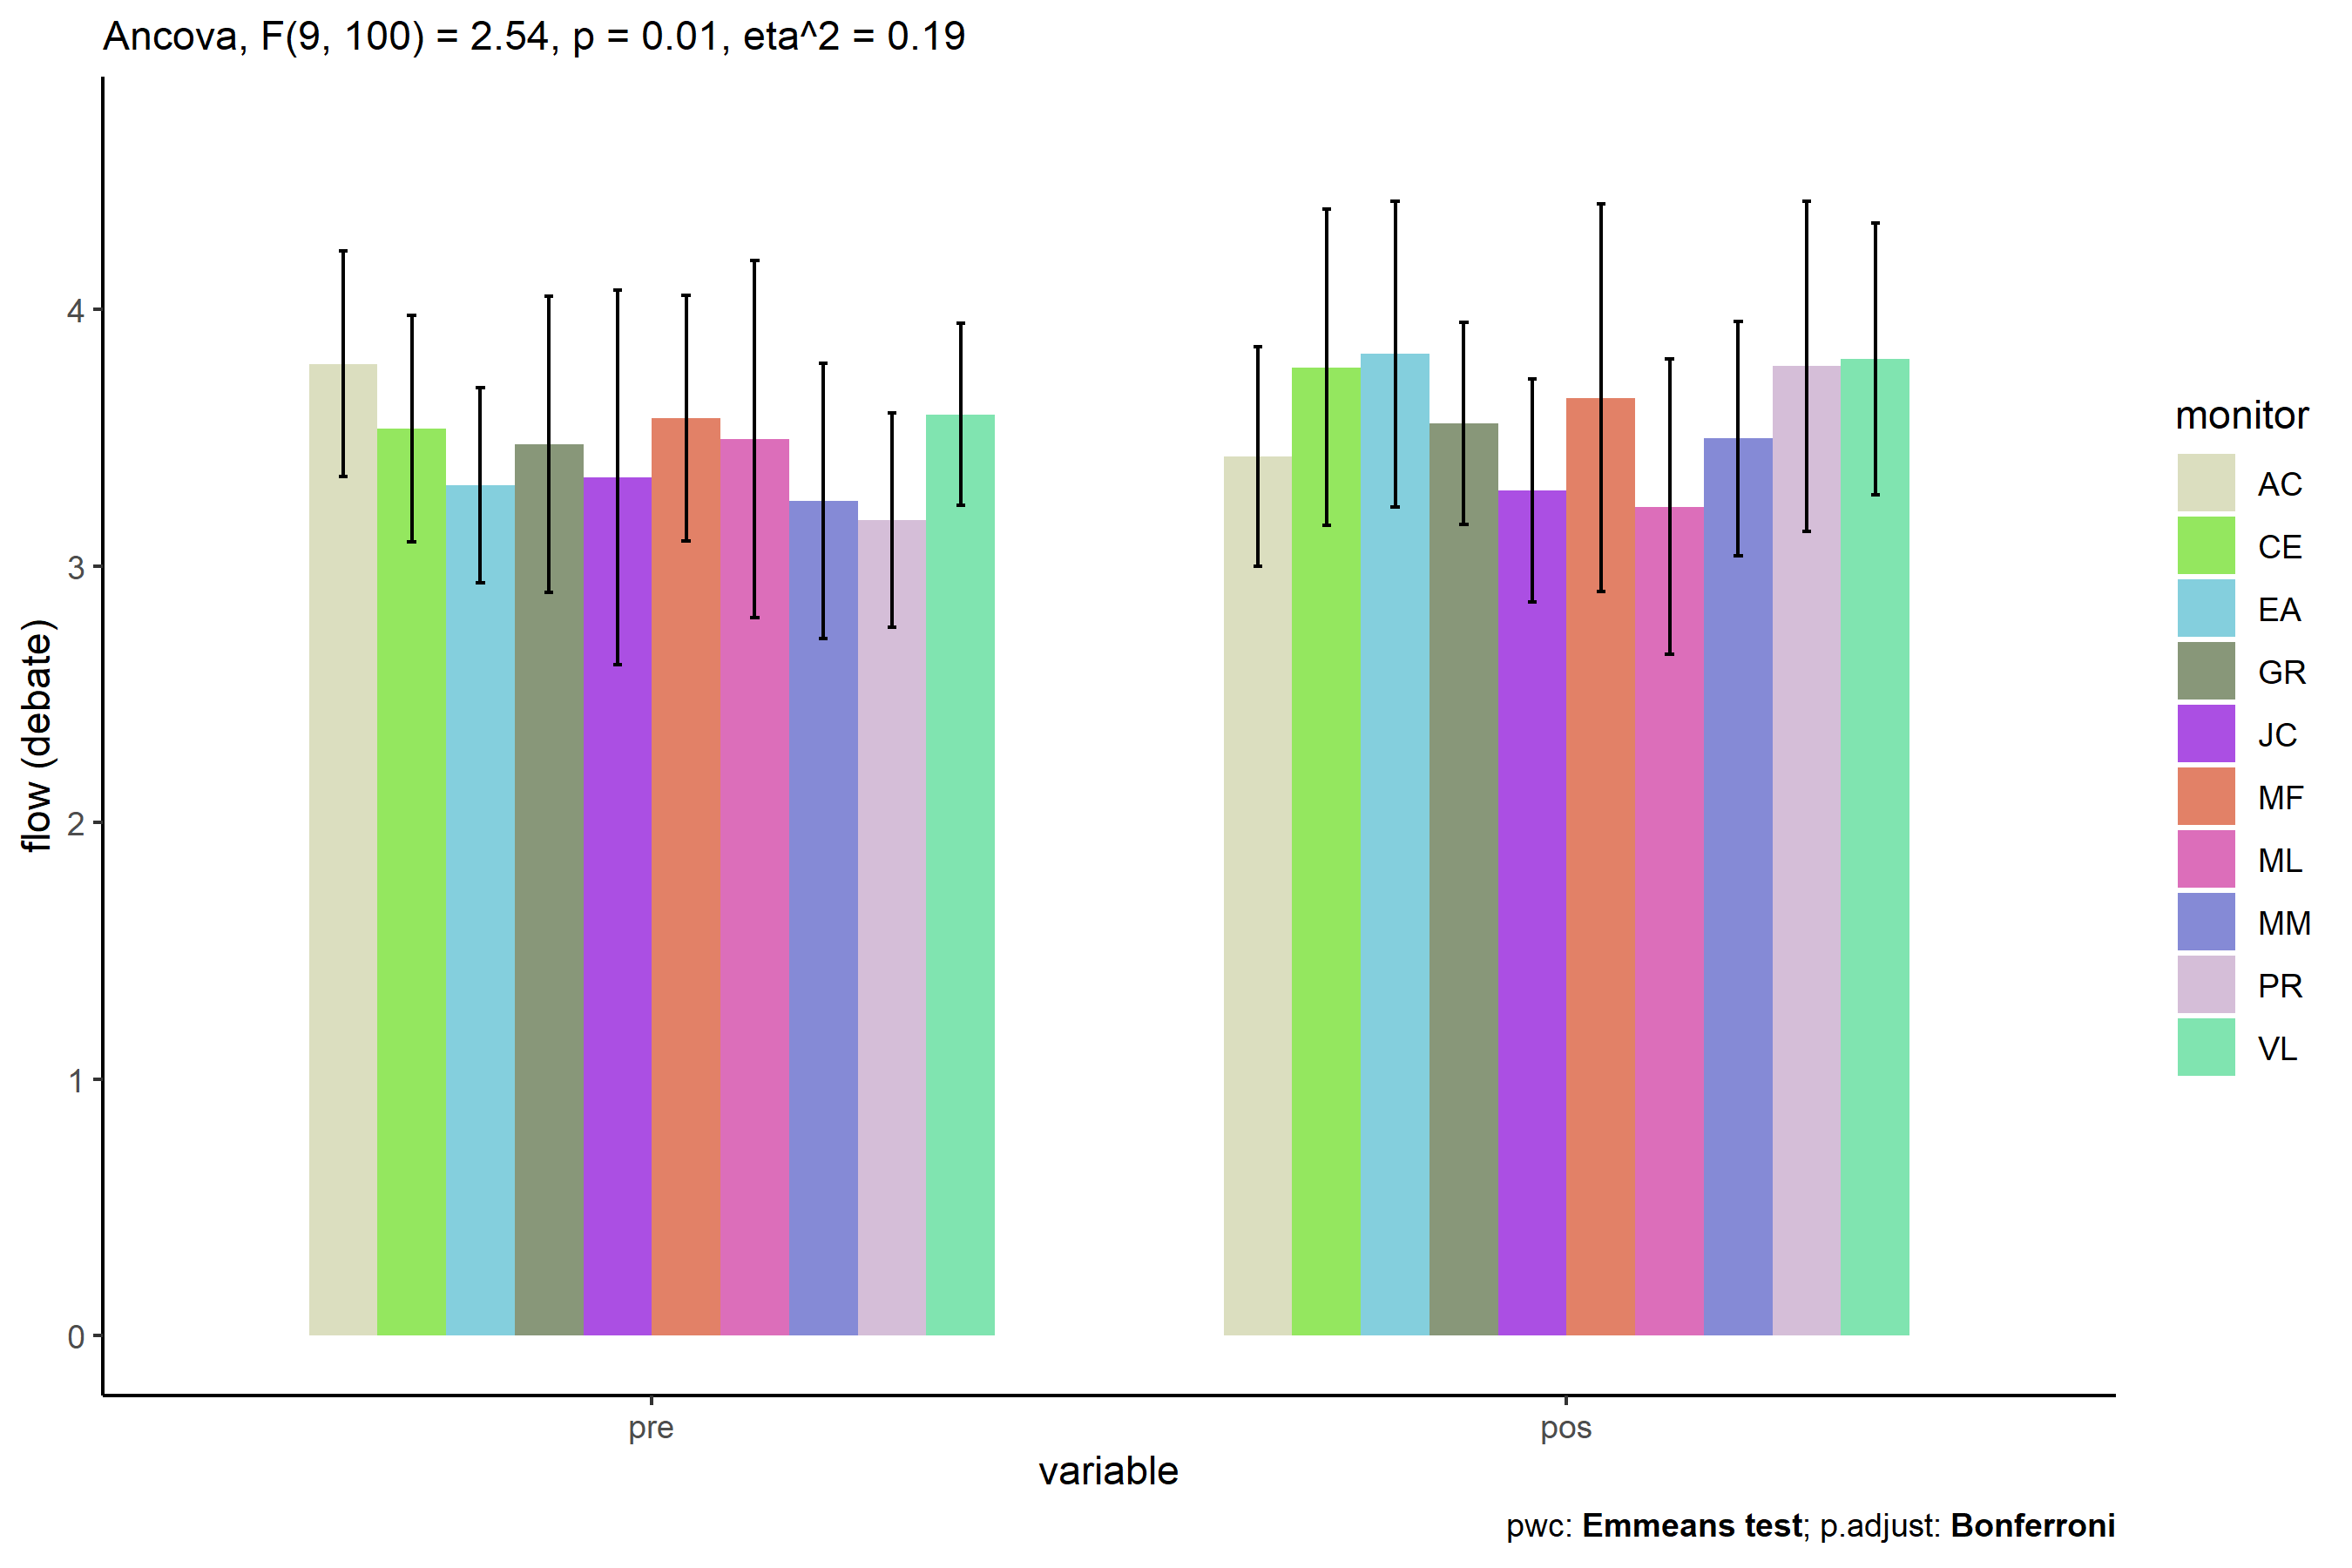 Ancova, F(9, 100) = 2.54, p = 0.01, eta^2 = 0.19
flow (debate)
4
3
2
1
0
pre
pos
variable
monitor
AC
CE
EA
GR
JC
MF
ML
MM
PR
VL
pwc: Emmeans test; p.adjust: Bonferroni